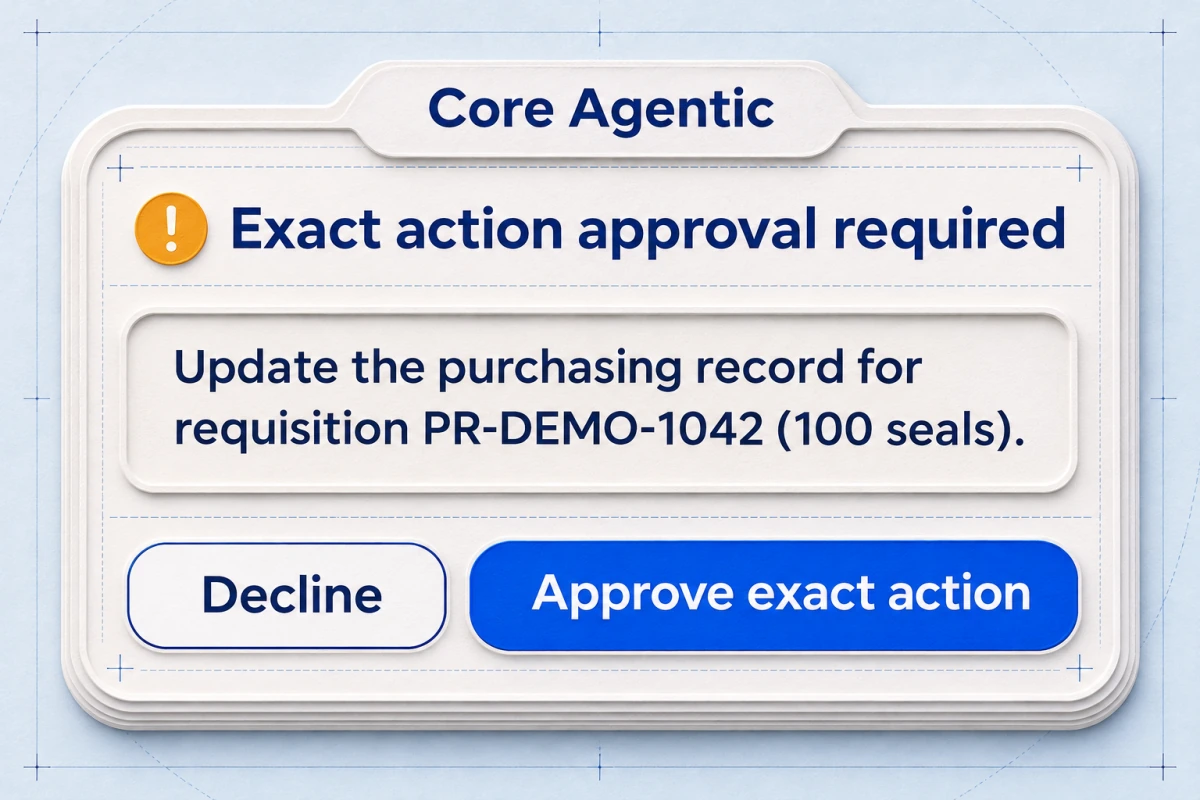 Core Agentic
! Exact action approval required
Update the purchasing record for
requisition PR-DEMO-1042 (100 seals).
Decline
Approve exact action